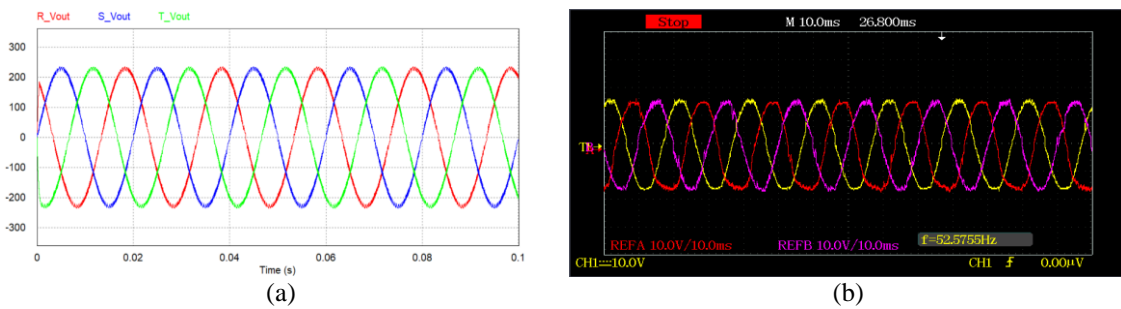 R_Vout S_Vout T_Vout
300
200
100
0
-100
-200
-300
0 0.02 0.04 0.06 0.08 0.1
Time (s)
(a)
Stop M 10.0ms 26.800ms
REFA 10.0V/10.0ms REFB 10.0V/10.0ms f=52.5755Hz
CH1 10.0V CH1 0.00μV
(b)